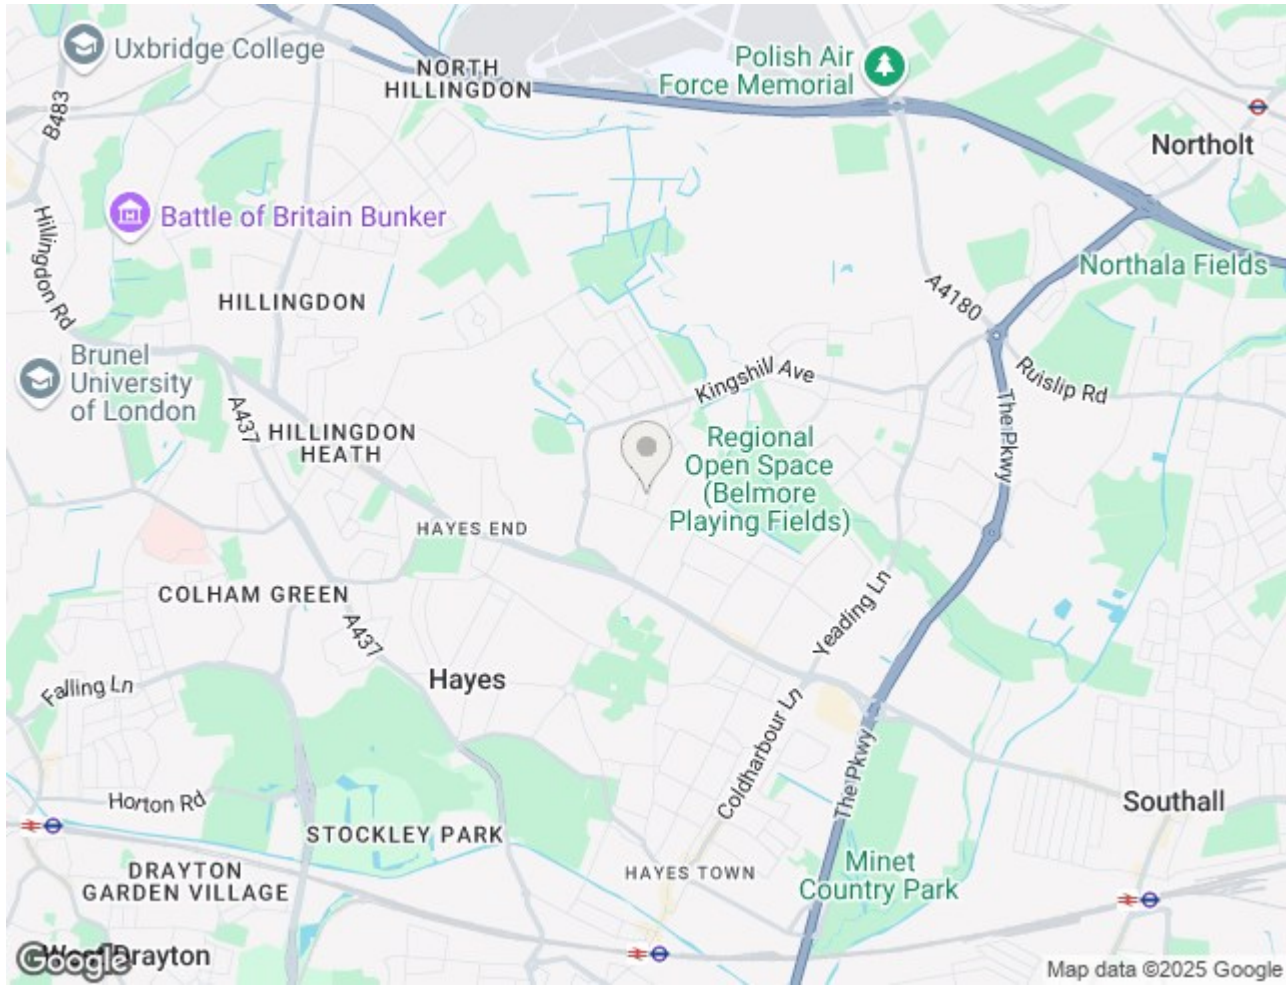 Uxbridge College
NORTH
HILLINGDON
Polish Air
Force Memorial
B483
Northolt
Battle of Britain Bunker
Hillingdon Rd
Northala Fields
HILLINGDON
A4180
Brunel
University
of London
Kingshill Ave
Ruislip Rd
The Pkwy
A437
HILLINGDON
HEATH
Regional
Open Space
(Belmore
Playing Fields)
HAYES END
COLHAM GREEN
A437
Yeading Ln
Hayes
Falling Ln
Coldharbour Ln
The Pkwy
Horton Rd
Southall
STOCKLEY PARK
DRAYTON
GARDEN VILLAGE
HAYES TOWN
Minet
Country Park
West Drayton
Google
Map data ©2025 Google